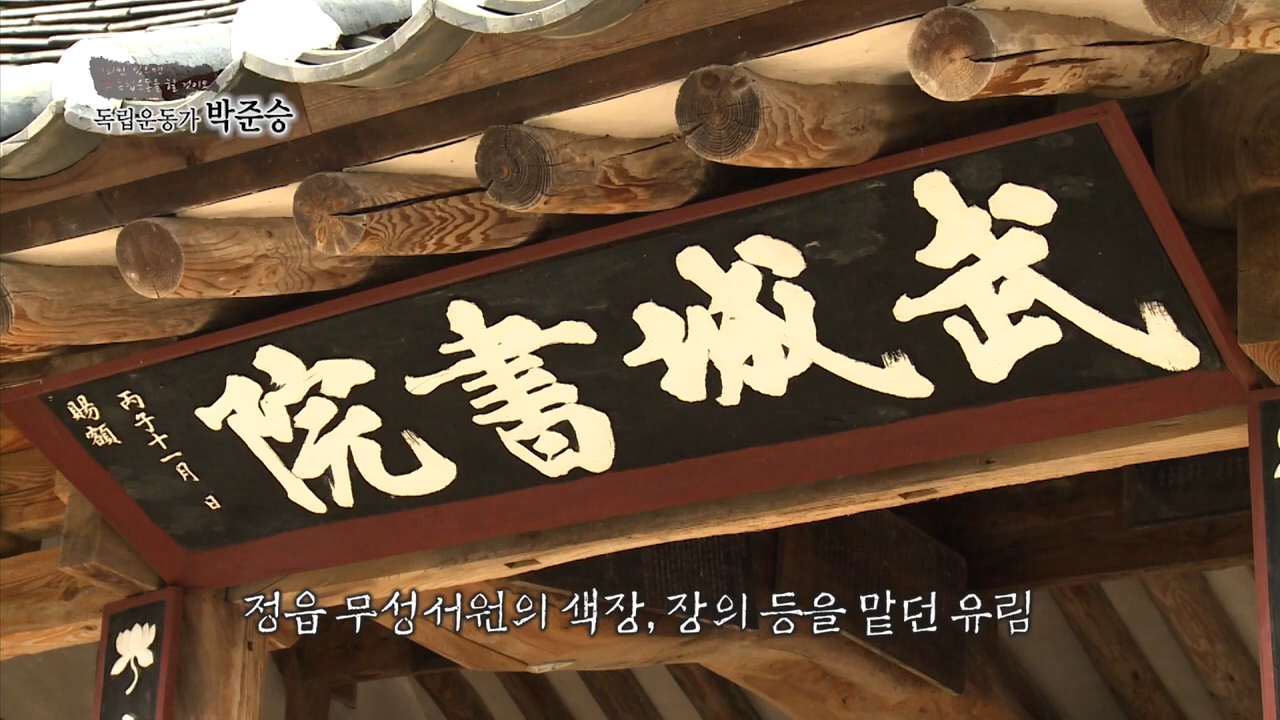 독립운동가 박준승
武城書院
丙午十一月 日
賜額
정읍 무성서원의 색장, 장의 등을 맡던 유림